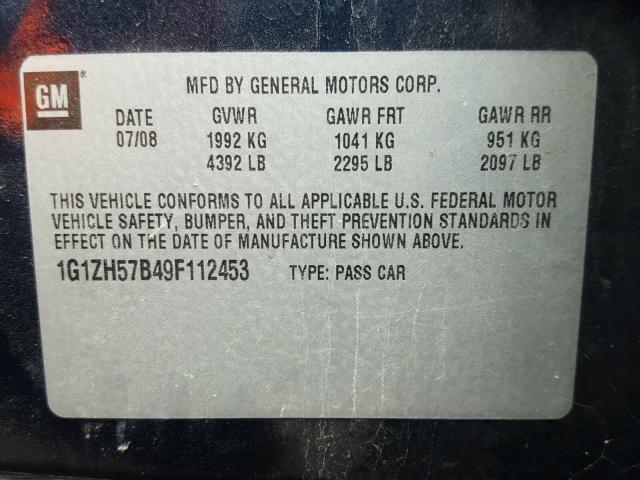 GM®
MFD BY GENERAL MOTORS CORP.
DATE GVWR GAWR FRT GAWR RR
07/08 1992 KG 1041 KG 951 KG
4392 LB 2295 LB 2097 LB
THIS VEHICLE CONFORMS TO ALL APPLICABLE U.S. FEDERAL MOTOR
VEHICLE SAFETY, BUMPER, AND THEFT PREVENTION STANDARDS IN
EFFECT ON THE DATE OF MANUFACTURE SHOWN ABOVE.
1G1ZH57B49F112453 TYPE: PASS CAR